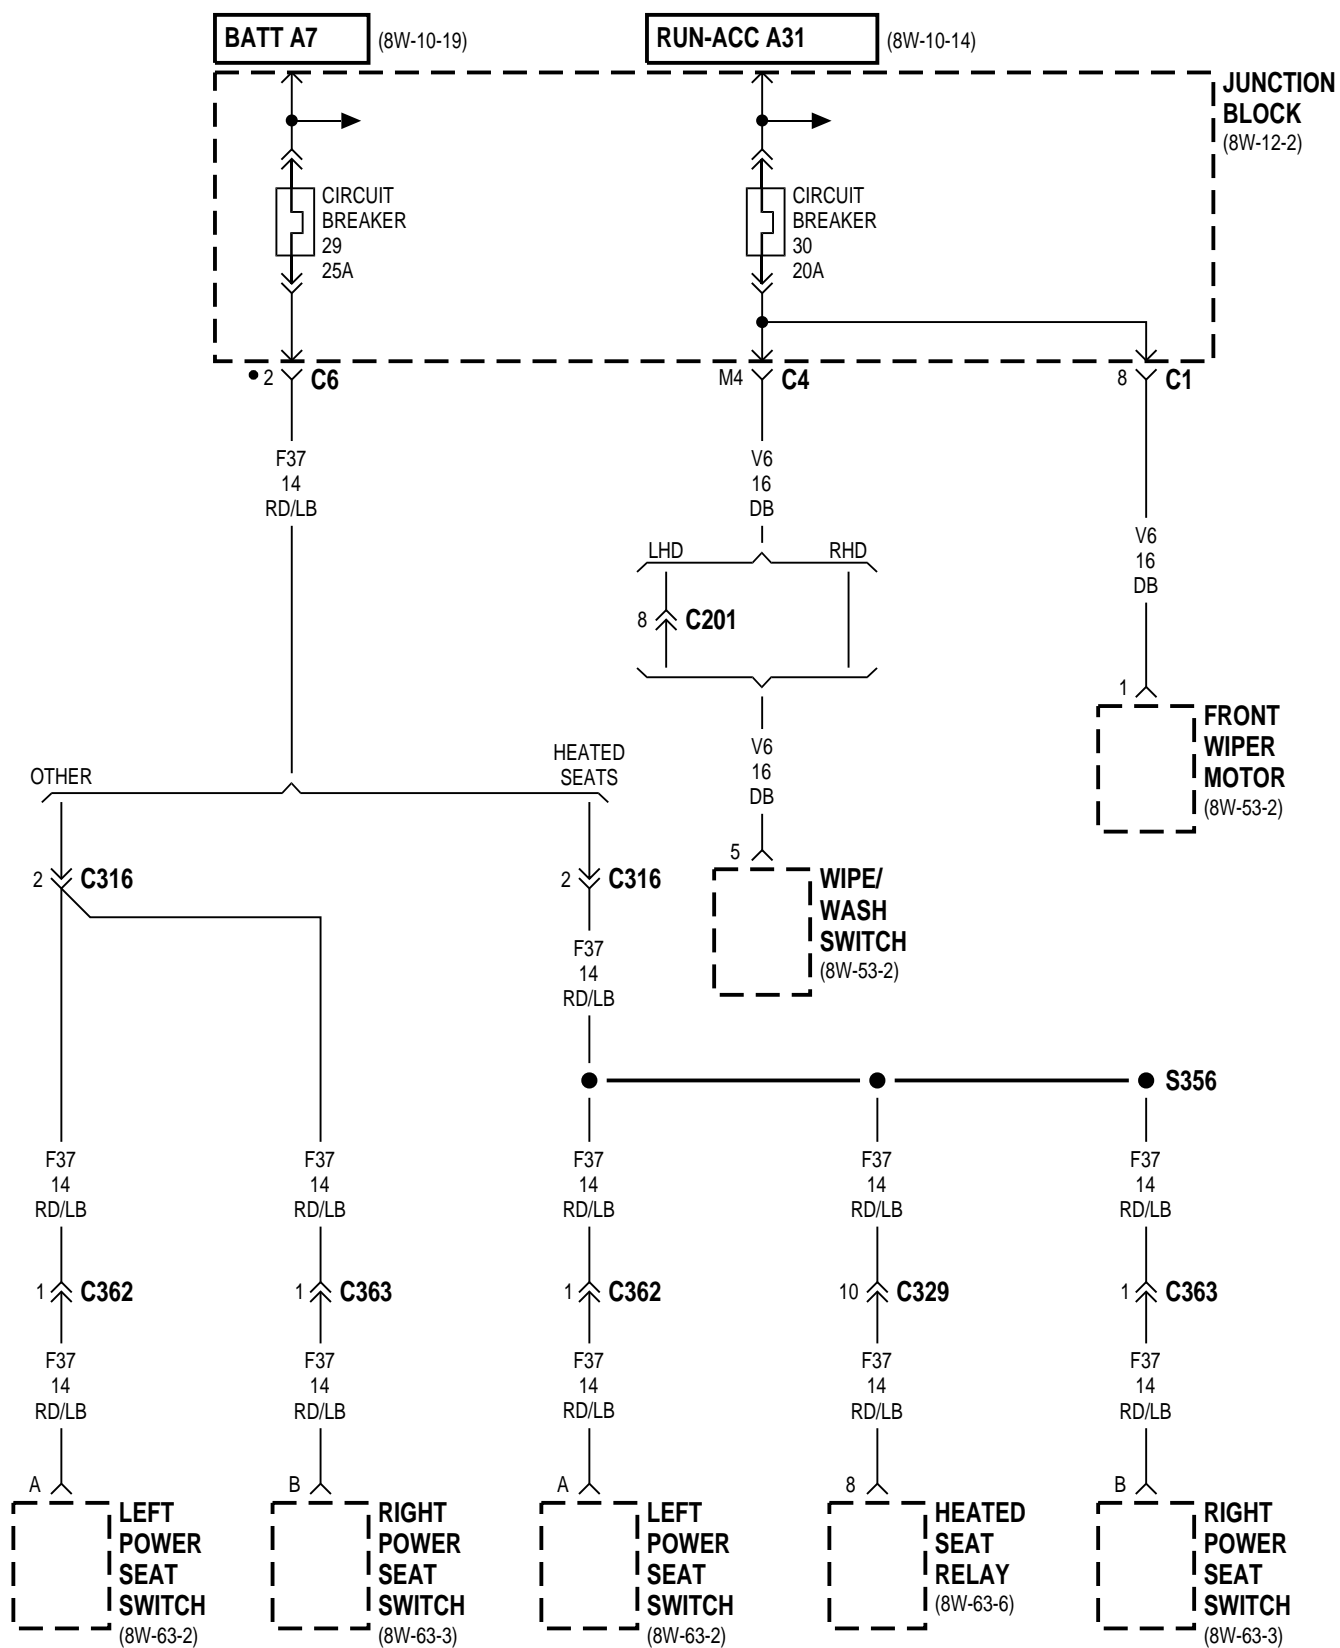 BATT A7
(8W-10-19)
RUN-ACC A31
(8W-10-14)
JUNCTION
BLOCK
(8W-12-2)
CIRCUIT
BREAKER
29
25A
CIRCUIT
BREAKER
30
20A
• 2
C6
M4
C4
8
C1
F37
14
RD/LB
V6
16
DB
V6
16
DB
LHD
RHD
8
C201
1
FRONT
WIPER
MOTOR
(8W-53-2)
V6
16
DB
OTHER
HEATED
SEATS
5
WIPE/
WASH
SWITCH
(8W-53-2)
2
C316
2
C316
F37
14
RD/LB
S356
F37
14
RD/LB
F37
14
RD/LB
F37
14
RD/LB
F37
14
RD/LB
F37
14
RD/LB
1
C362
1
C363
1
C362
10
C329
1
C363
F37
14
RD/LB
F37
14
RD/LB
F37
14
RD/LB
F37
14
RD/LB
F37
14
RD/LB
A
LEFT
POWER
SEAT
SWITCH
(8W-63-2)
B
RIGHT
POWER
SEAT
SWITCH
(8W-63-3)
A
LEFT
POWER
SEAT
SWITCH
(8W-63-2)
8
HEATED
SEAT
RELAY
(8W-63-6)
B
RIGHT
POWER
SEAT
SWITCH
(8W-63-3)